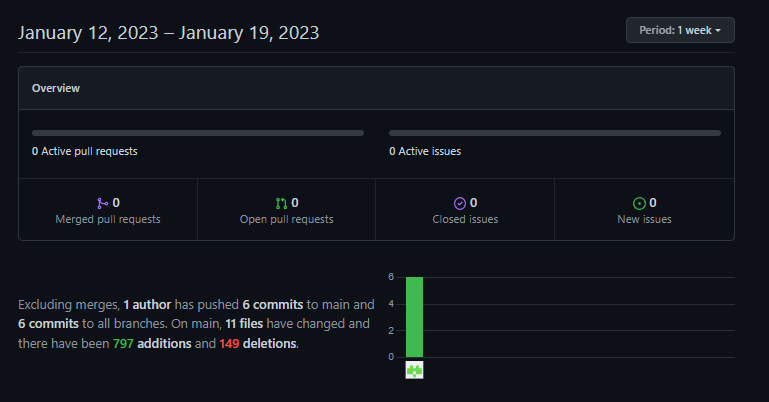 January 12, 2023 – January 19, 2023
Period: 1 week
Overview
0 Active pull requests
0 Active issues
0
Merged pull requests
0
Open pull requests
0
Closed issues
0
New issues
Excluding merges, 1 author has pushed 6 commits to main and
6 commits to all branches. On main, 11 files have changed and
there have been 797 additions and 149 deletions.
6
4
2
0